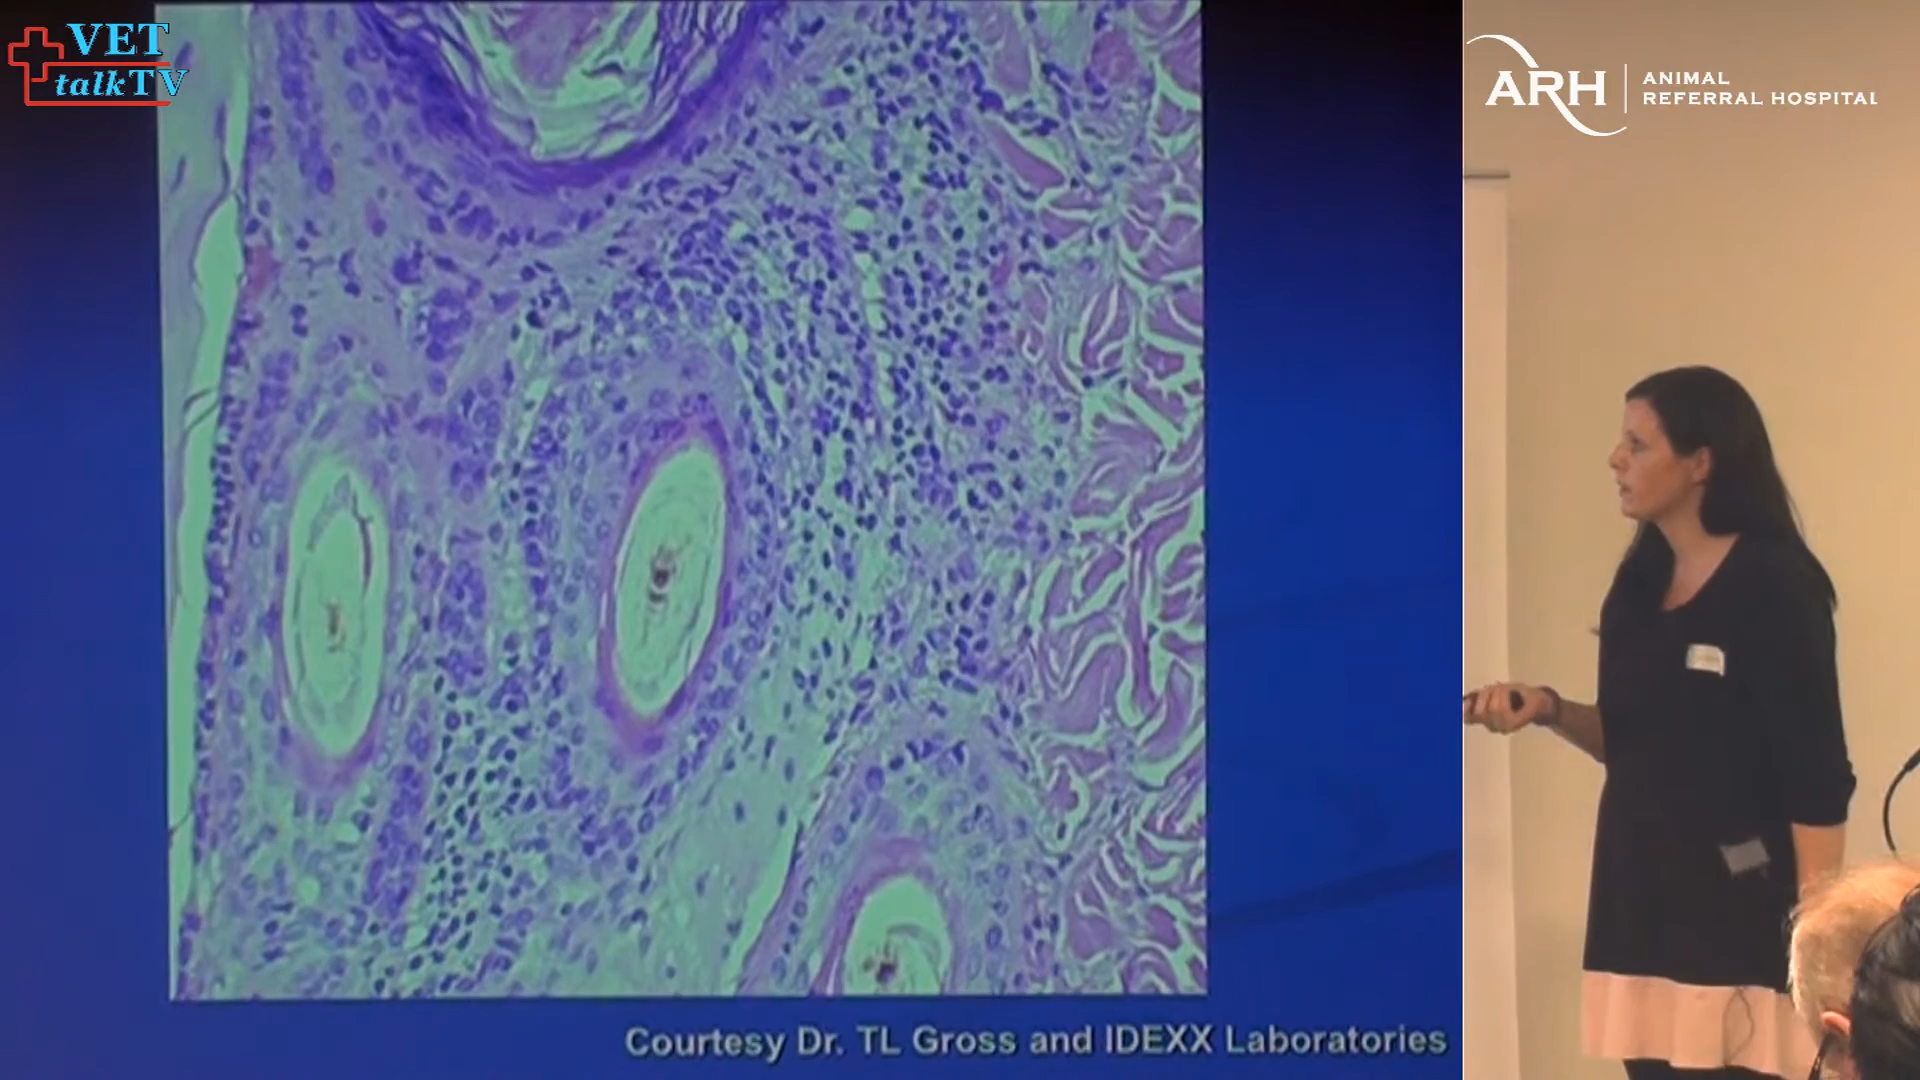 VET
talkTV
ARH
ANIMAL
REFERRAL HOSPITAL
Courtesy Dr. TL Gross and IDEXX Laboratories